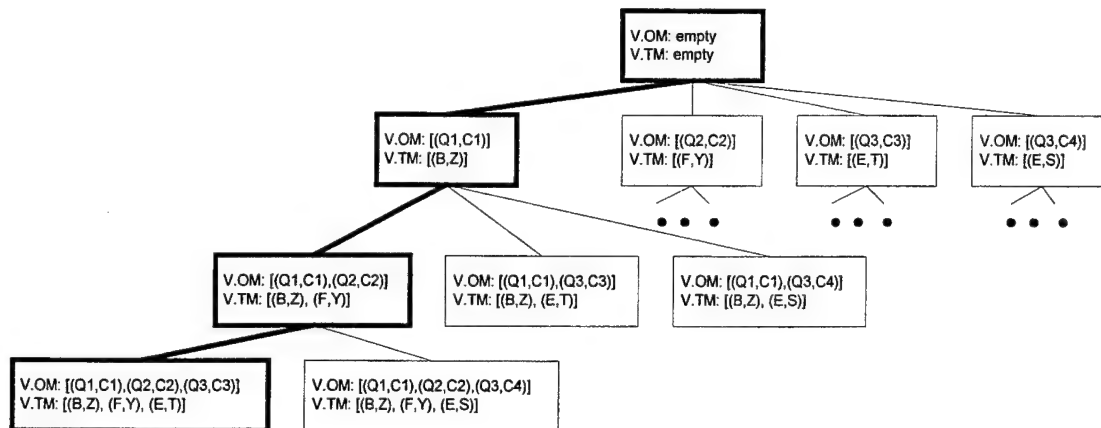 V.OM: empty
V.TM: empty
V.OM: [(Q1,C1)]
V.TM: [(B,Z)]
V.OM: [(Q2,C2)]
V.TM: [(F,Y)]
V.OM: [(Q3,C3)]
V.TM: [(E,T)]
V.OM: [(Q3,C4)]
V.TM: [(E,S)]
V.OM: [(Q1,C1),(Q2,C2)]
V.TM: [(B,Z), (F,Y)]
V.OM: [(Q1,C1),(Q3,C3)]
V.TM: [(B,Z), (E,T)]
V.OM: [(Q1,C1),(Q3,C4)]
V.TM: [(B,Z), (E,S)]
V.OM: [(Q1,C1),(Q2,C2),(Q3,C3)]
V.TM: [(B,Z), (F,Y), (E,T)]
V.OM: [(Q1,C1),(Q2,C2),(Q3,C4)]
V.TM: [(B,Z), (F,Y), (E,S)]